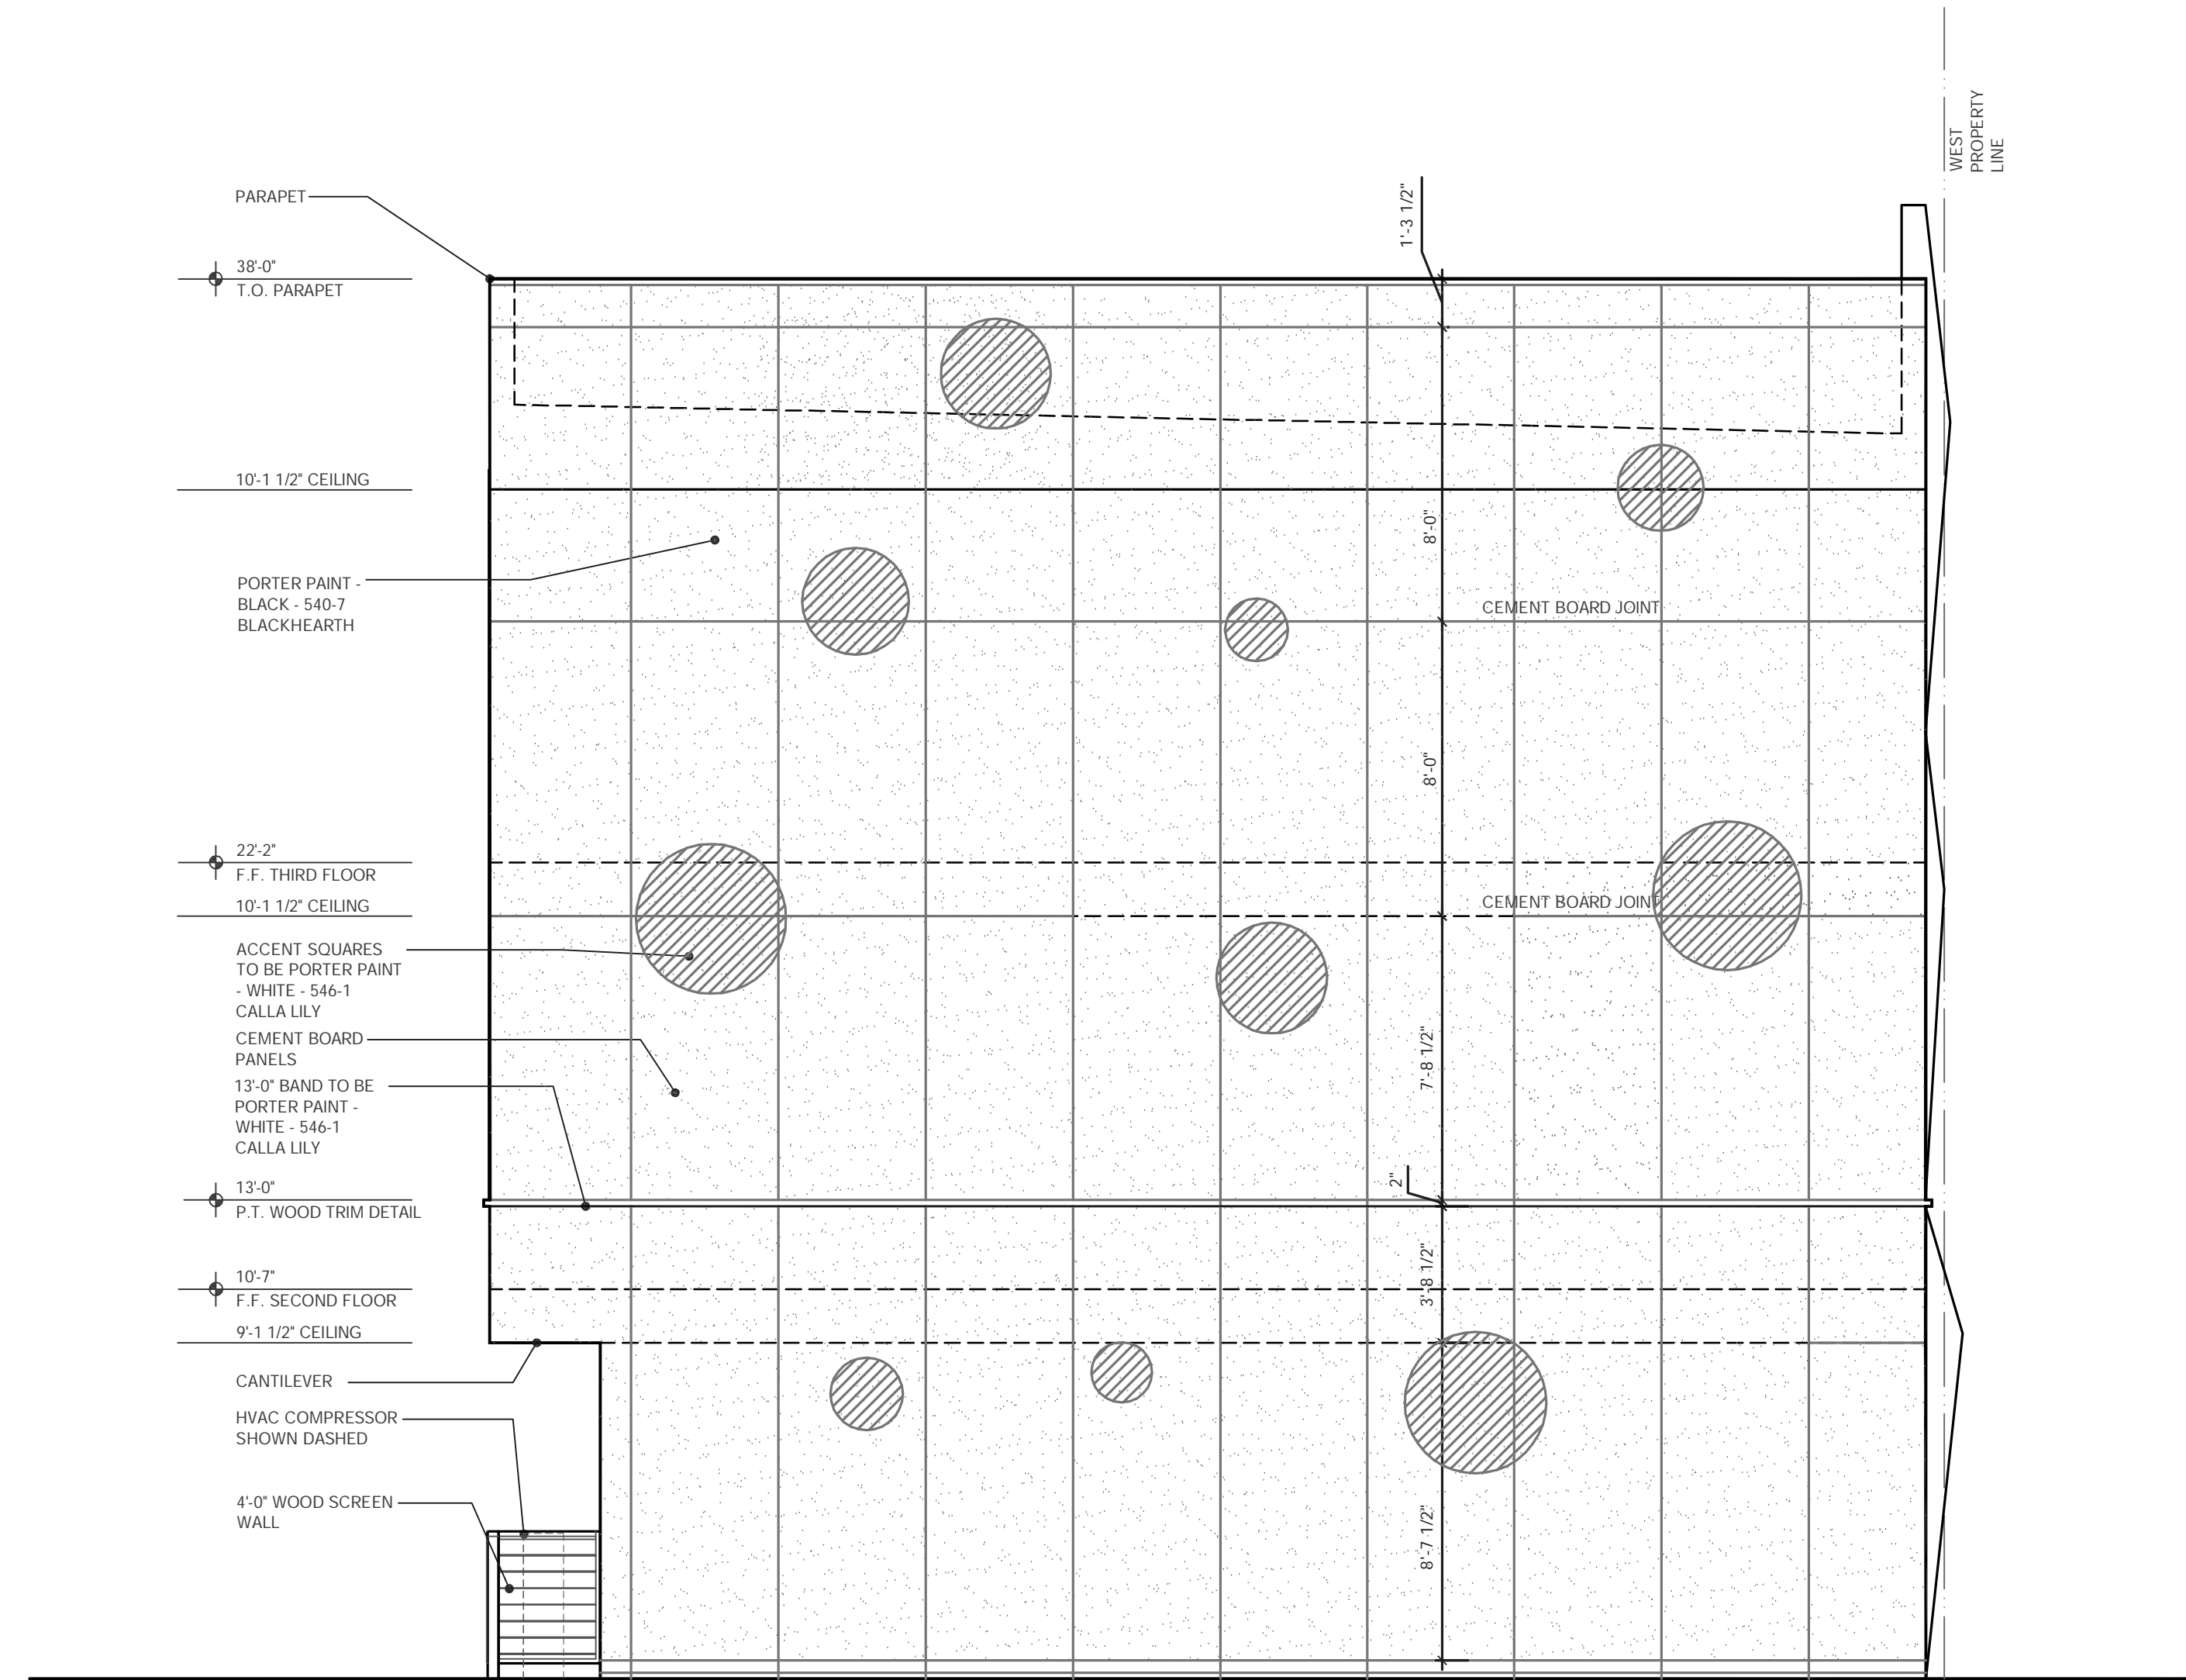 WEST
PROPERTY
LINE
PARAPET
1'-3 1/2"
38'-0"
T.O. PARAPET
10'-1 1/2" CEILING
8'-0"
PORTER PAINT -
BLACK - 540-7
BLACKHEARTH
CEMENT BOARD JOINT
8'-0"
22'-2"
F.F. THIRD FLOOR
10'-1 1/2" CEILING
CEMENT BOARD JOINT
ACCENT SQUARES
TO BE PORTER PAINT
- WHITE - 546-1
CALLA LILY
CEMENT BOARD
PANELS
7'-8 1/2"
13'-0" BAND TO BE
PORTER PAINT -
WHITE - 546-1
CALLA LILY
2"
13'-0"
P.T. WOOD TRIM DETAIL
3'-8 1/2"
10'-7"
F.F. SECOND FLOOR
9'-1 1/2" CEILING
CANTILEVER
HVAC COMPRESSOR
SHOWN DASHED
4'-0" WOOD SCREEN
WALL
8'-7 1/2"